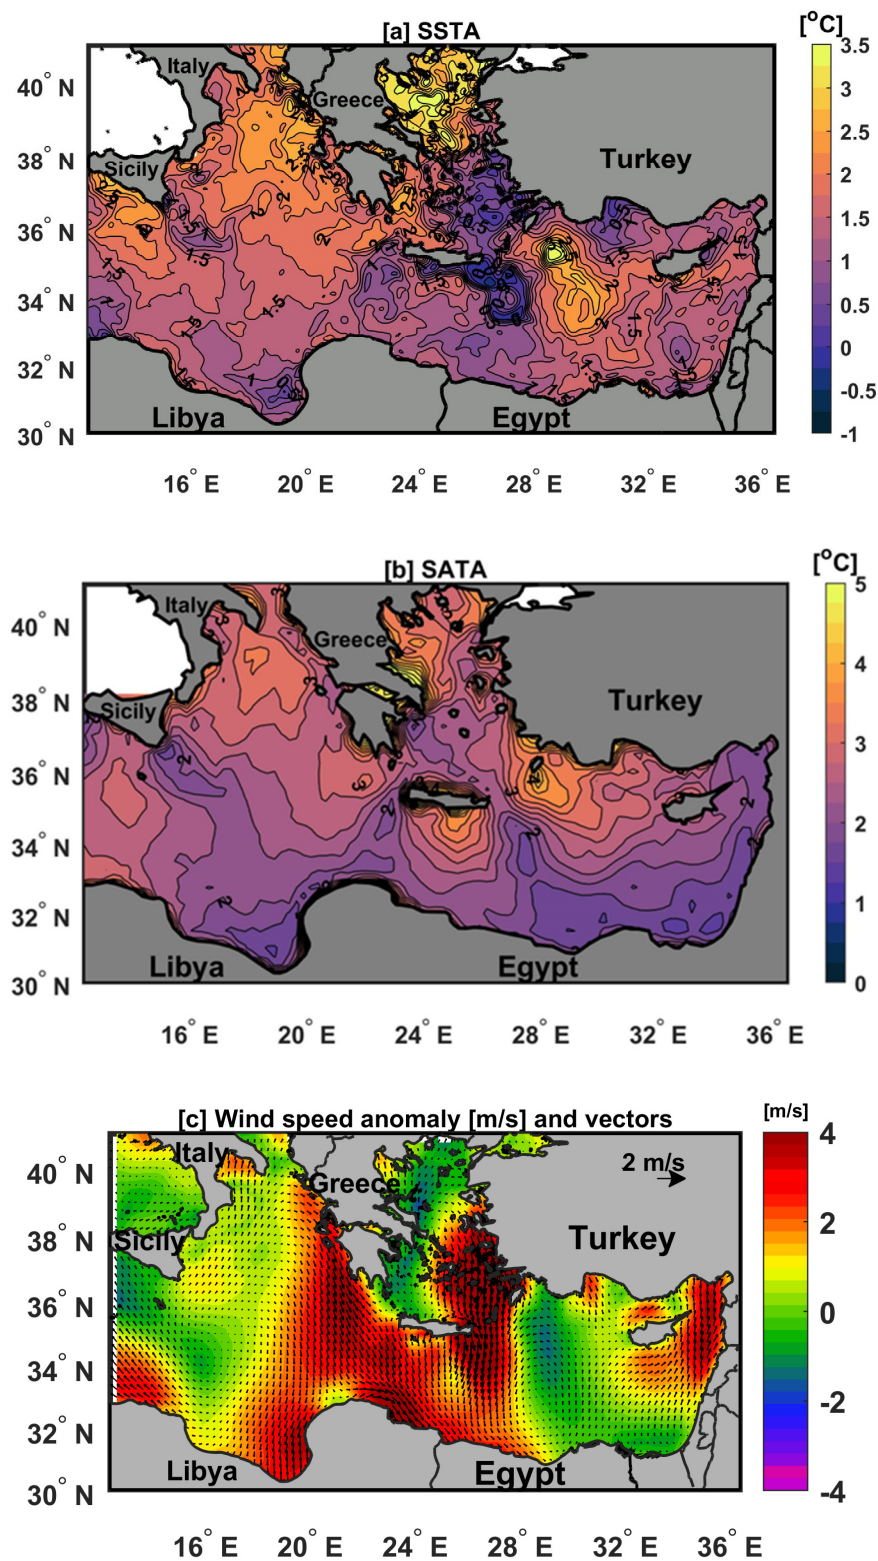 [a] SSTA
[°C]
40° N
38° N
36° N
34° N
32° N
30° N
Italy
Greece
Sicily
Turkey
Libya
Egypt
16° E 20° E 24° E 28° E 32° E 36° E
3.5
3
2.5
2
1.5
1
0.5
0
-0.5
-1
[b] SATA
[°C]
40° N
38° N
36° N
34° N
32° N
30° N
Italy
Greece
Sicily
Turkey
Libya
Egypt
16° E 20° E 24° E 28° E 32° E 36° E
5
4
3
2
1
0
[c] Wind speed anomaly [m/s] and vectors
[m/s]
40° N
38° N
36° N
34° N
32° N
30° N
Italy
2 m/s
Greece
Sicily
Turkey
Libya
Egypt
16° E 20° E 24° E 28° E 32° E 36° E
4
2
0
-2
-4